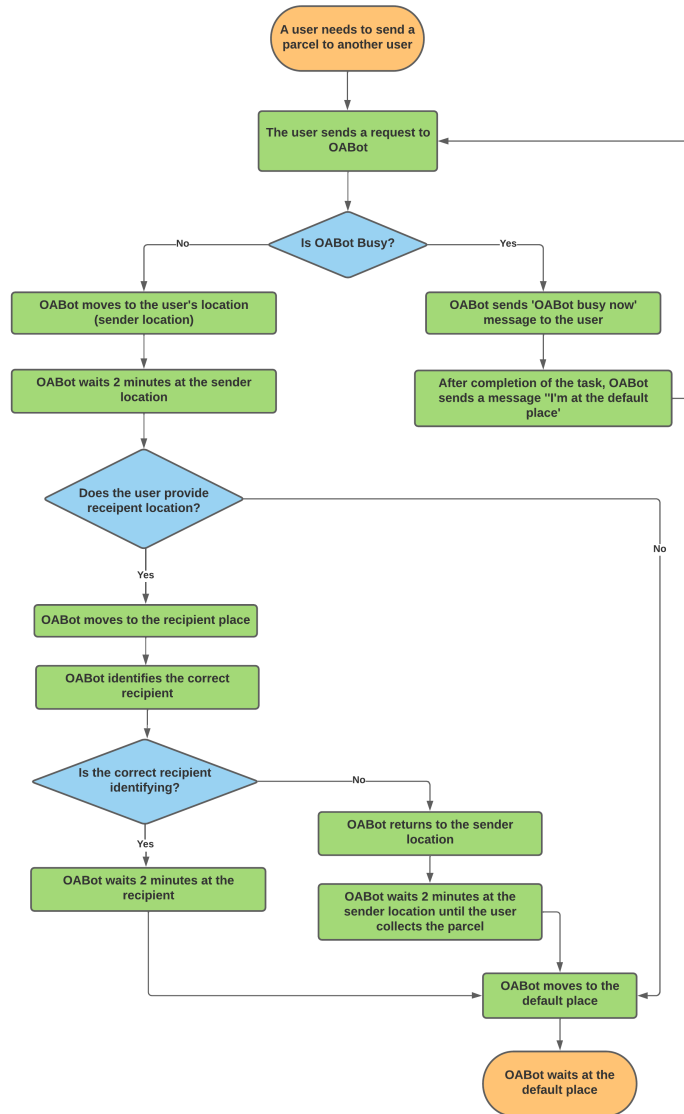 A user needs to send a
parcel to another user
The user sends a request to
OABot
Is OABot Busy?
No
Yes
OABot moves to the user's location
(sender location)
OABot sends 'OABot busy now'
message to the user
OABot waits 2 minutes at the sender
location
After completion of the task, OABot
sends a message "I'm at the default
place'
Does the user provide
receipent location?
No
Yes
OABot moves to the recipient place
OABot identifies the correct
recipient
Is the correct recipient
identifying?
No
Yes
OABot returns to the sender
location
OABot waits 2 minutes at the
recipient
OABot waits 2 minutes at the
sender location until the user
collects the parcel
OABot moves to the
default place
OABot waits at the
default place